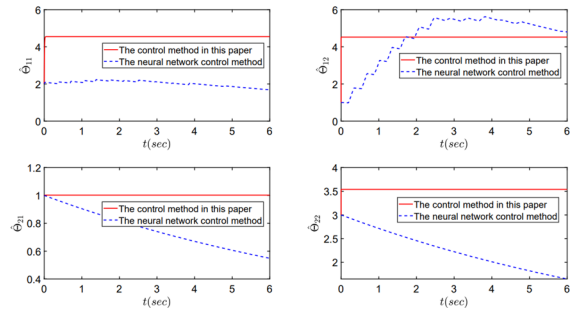 6
4
2
0
Θ̂₁₁
The control method in this paper
The neural network control method
0 1 2 3 4 5 6
t(sec)
6
4
2
0
Θ̂₁₂
The control method in this paper
The neural network control method
0 1 2 3 4 5 6
t(sec)
1.2
1
0.8
0.6
0.4
Θ̂₂₁
The control method in this paper
The neural network control method
0 1 2 3 4 5 6
t(sec)
4
3.5
3
2.5
2
Θ̂₂₂
The control method in this paper
The neural network control method
0 1 2 3 4 5 6
t(sec)